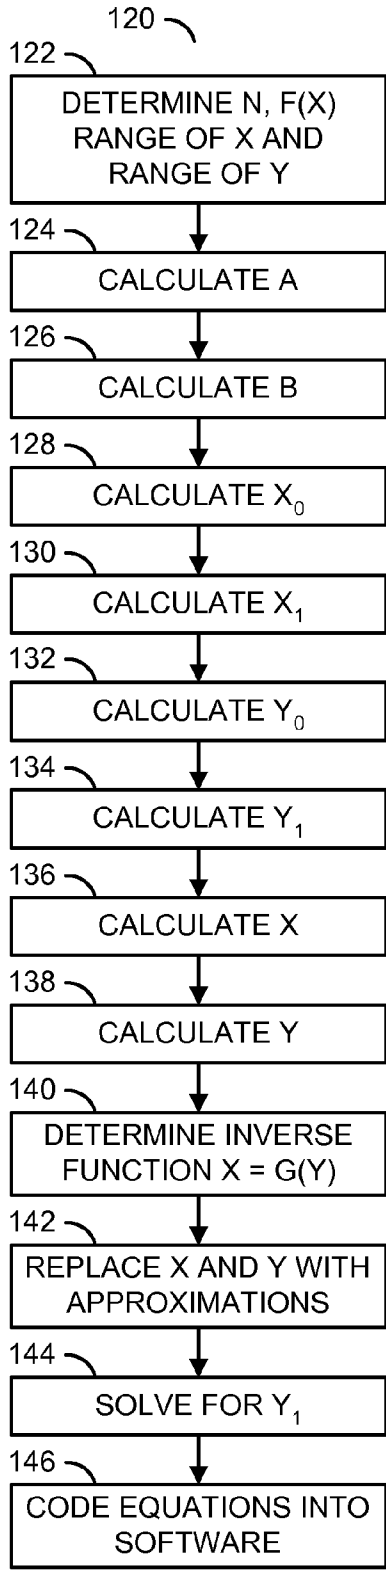 120
122
DETERMINE N, F(X)
RANGE OF X AND
RANGE OF Y
124
CALCULATE A
126
CALCULATE B
128
CALCULATE X₀
130
CALCULATE X₁
132
CALCULATE Y₀
134
CALCULATE Y₁
136
CALCULATE X
138
CALCULATE Y
140
DETERMINE INVERSE
FUNCTION X = G(Y)
142
REPLACE X AND Y WITH
APPROXIMATIONS
144
SOLVE FOR Y₁
146
CODE EQUATIONS INTO
SOFTWARE